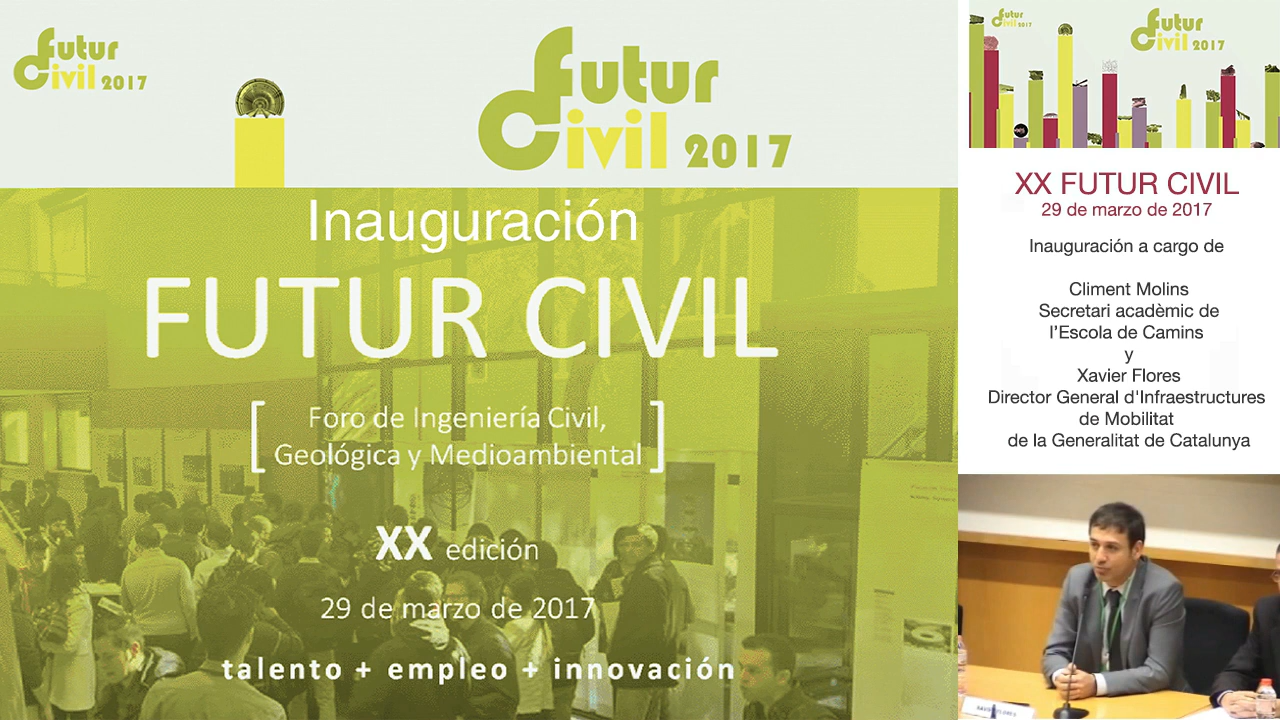 Futur
Civil 2017
Futur
Civil 2017
Inauguración
FUTUR CIVIL
Foro de Ingeniería Civil,
Geológica y Medioambiental
XX edición
29 de marzo de 2017
talento + empleo + innovación
Futur
Civil 2017
Futur
Civil 2017
XX FUTUR CIVIL
29 de marzo de 2017
Inauguración a cargo de
Climent Molins
Secretari acadèmic de
l'Escola de Camins
y
Xavier Flores
Director General d'Infraestructures
de Mobilitat
de la Generalitat de Catalunya